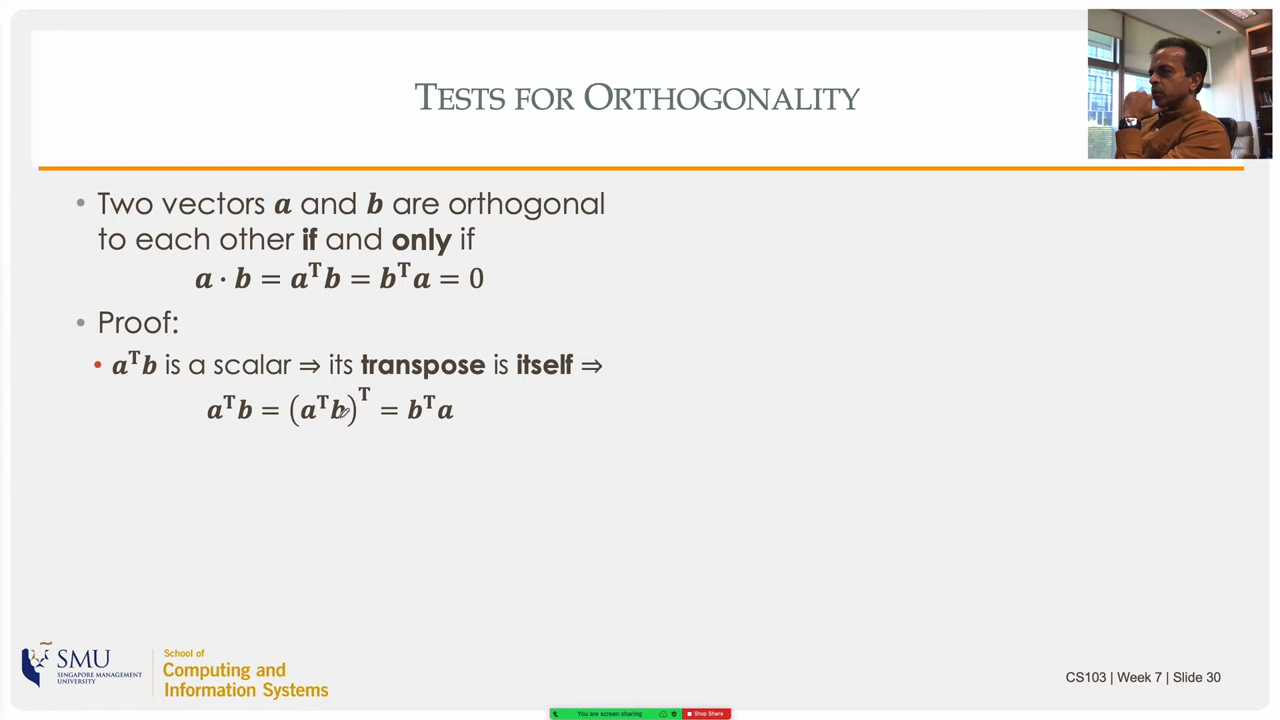 TESTS FOR ORTHOGONALITY
• Two vectors a and b are orthogonal
to each other if and only if
a · b = aᵀb = bᵀa = 0
• Proof:
• aᵀb is a scalar ⇒ its transpose is itself ⇒
aᵀb = (aᵀb)ᵀ = bᵀa
SMU
SINGAPORE MANAGEMENT
UNIVERSITY
School of
Computing and
Information Systems
CS103 | Week 7 | Slide 30
You are screen sharing
Stop Share